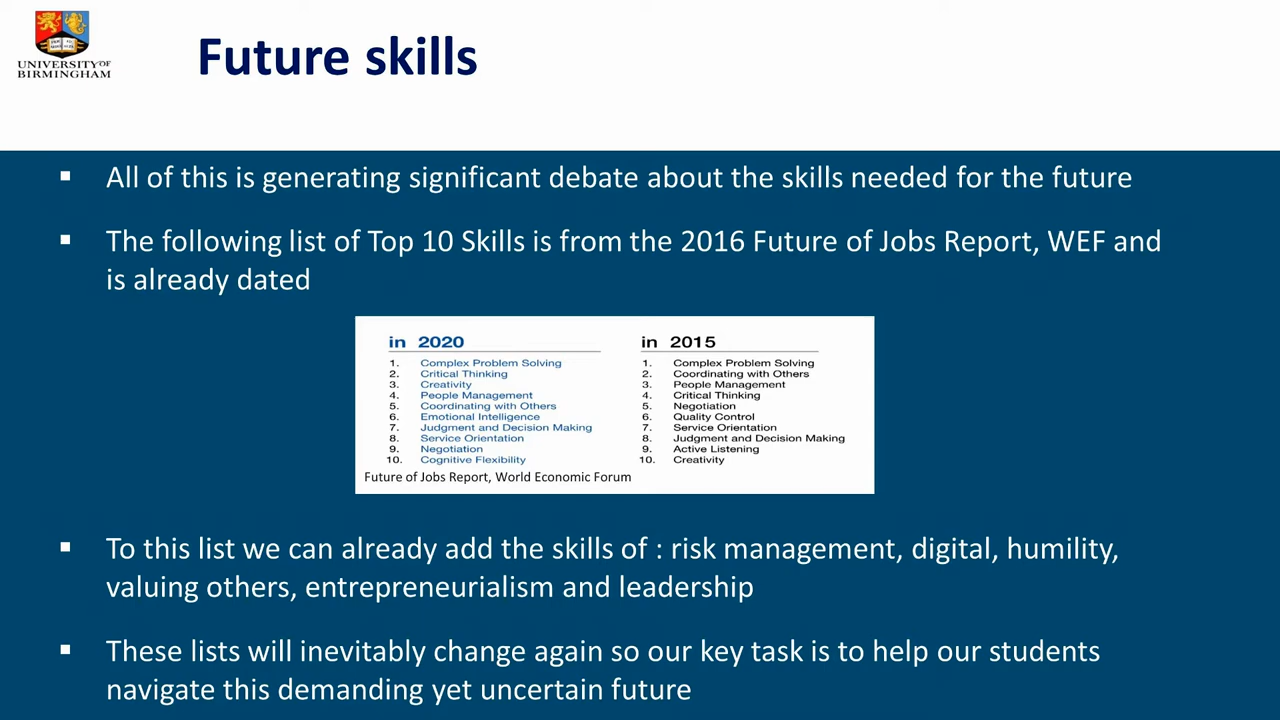 UNIVERSITY OF
BIRMINGHAM
Future skills
▪ All of this is generating significant debate about the skills needed for the future
▪ The following list of Top 10 Skills is from the 2016 Future of Jobs Report, WEF and
is already dated
in 2020
1. Complex Problem Solving
2. Critical Thinking
3. Creativity
4. People Management
5. Coordinating with Others
6. Emotional Intelligence
7. Judgment and Decision Making
8. Service Orientation
9. Negotiation
10. Cognitive Flexibility
in 2015
1. Complex Problem Solving
2. Coordinating with Others
3. People Management
4. Critical Thinking
5. Negotiation
6. Quality Control
7. Service Orientation
8. Judgment and Decision Making
9. Active Listening
10. Creativity
Future of Jobs Report, World Economic Forum
▪ To this list we can already add the skills of : risk management, digital, humility,
valuing others, entrepreneurialism and leadership
▪ These lists will inevitably change again so our key task is to help our students
navigate this demanding yet uncertain future